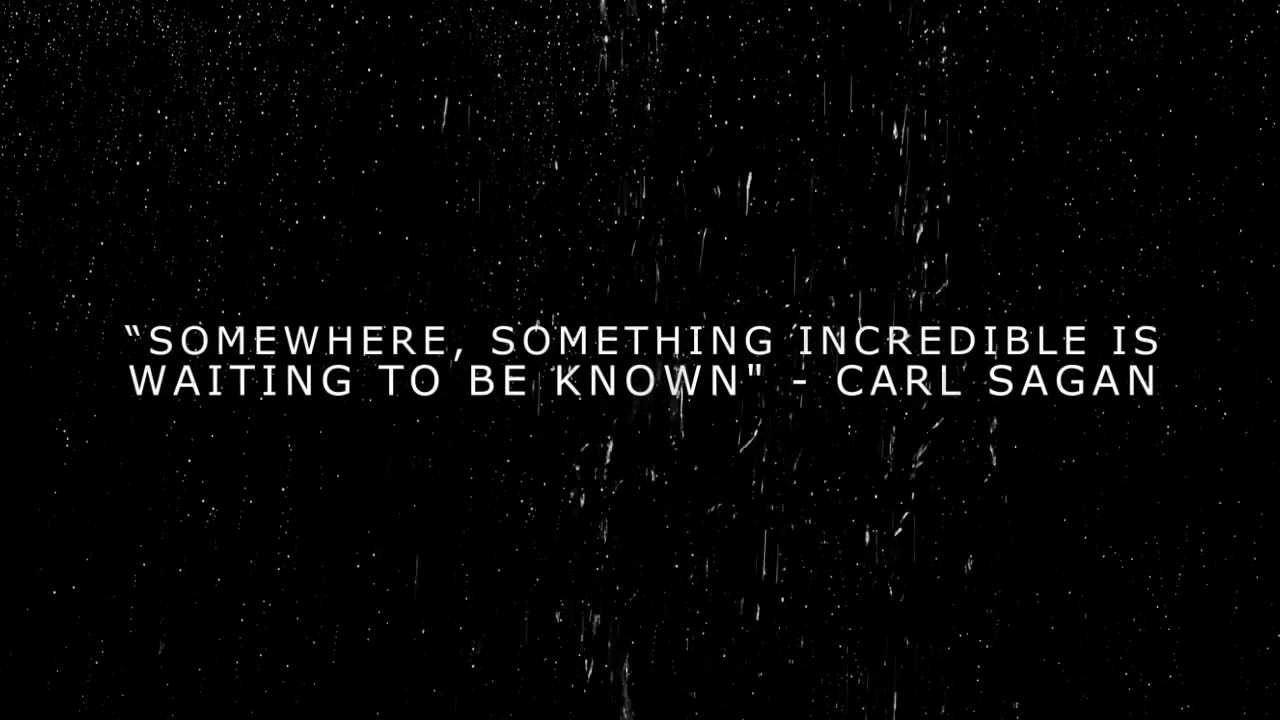 “SOMEWHERE, SOMETHING INCREDIBLE IS
WAITING TO BE KNOWN" - CARL SAGAN